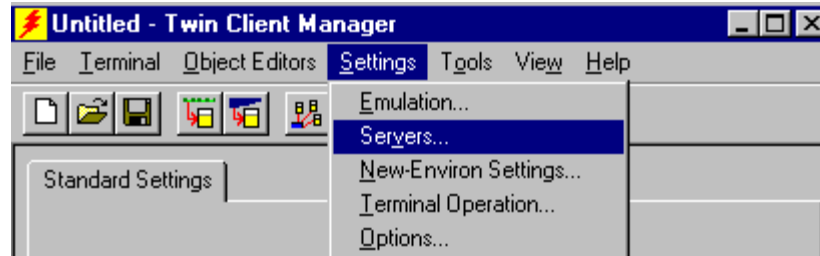 Untitled - Twin Client Manager
File Terminal Object Editors Settings Tools View Help
Emulation...
Servers...
Standard Settings
New-Environ Settings...
Terminal Operation...
Options...